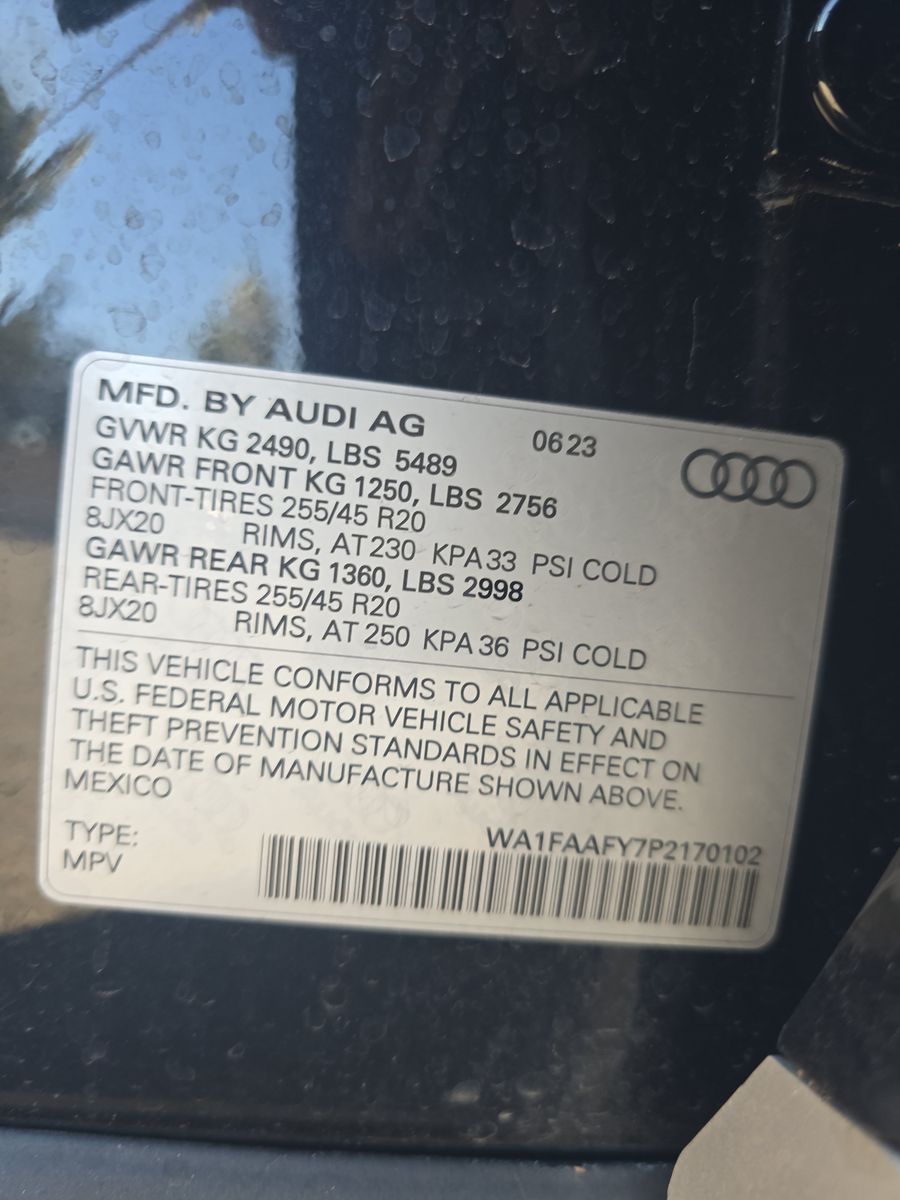 MFD. BY AUDI AG 06 23
GVWR KG 2490, LBS 5489
GAWR FRONT KG 1250, LBS 2756
FRONT-TIRES 255/45 R20
8JX20 RIMS, AT 230 KPA 33 PSI COLD
GAWR REAR KG 1360, LBS 2998
REAR-TIRES 255/45 R20
8JX20 RIMS, AT 250 KPA 36 PSI COLD
THIS VEHICLE CONFORMS TO ALL APPLICABLE
U.S. FEDERAL MOTOR VEHICLE SAFETY AND
THEFT PREVENTION STANDARDS IN EFFECT ON
THE DATE OF MANUFACTURE SHOWN ABOVE.
MEXICO
WA1FAAFY7P2170102
TYPE:
MPV